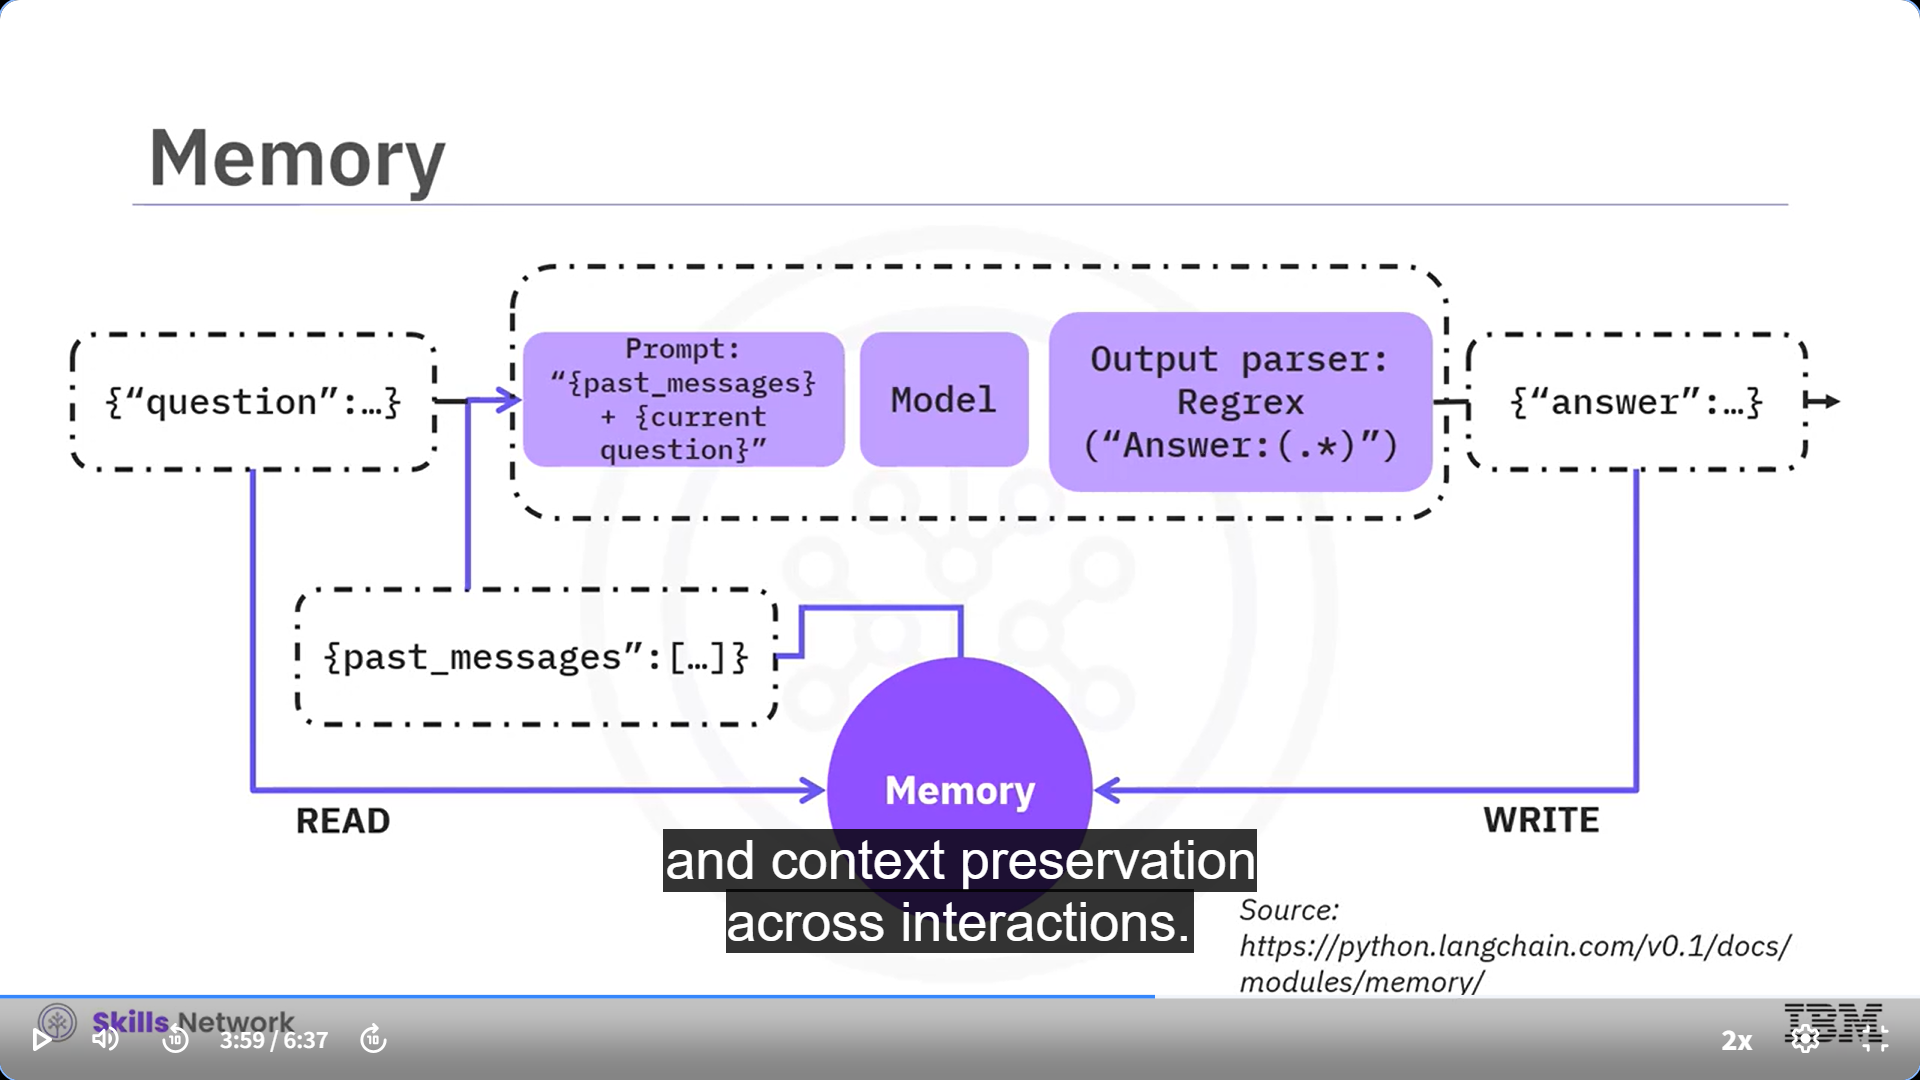 Memory
{“question”:…}
Prompt:
“{past_messages}
+ {current
question}”
Model
Output parser:
Regrex
(“Answer:(.*)”)
{“answer”:…}
{past_messages”:[…]}
Memory
READ
WRITE
and context preservation
across interactions.
Source:
https://python.langchain.com/v0.1/docs/
modules/memory/
Skills Network
IBM
10
3:59 / 6:37
10
2x